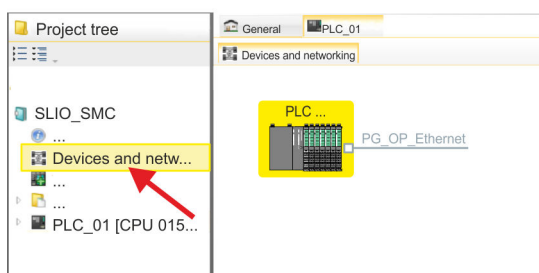 Project tree
SLIO_SMC
...
Devices and netw...
...
...
PLC_01 [CPU 015...
General
PLC_01
Devices and networking
PLC ...
PG_OP_Ethernet